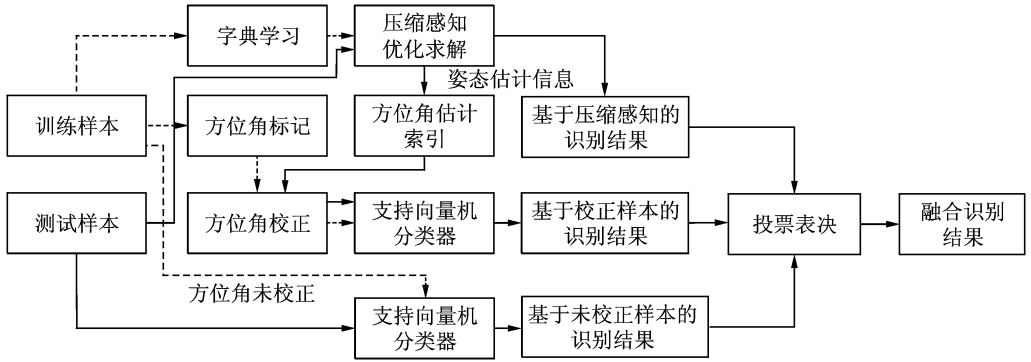 字典学习
压缩感知
优化求解
姿态估计信息
训练样本
方位角标记
方位角估计
索引
基于压缩感知的
识别结果
测试样本
方位角校正
支持向量机
分类器
基于校正样本的
识别结果
投票表决
融合识别
结果
方位角未校正
支持向量机
分类器
基于未校正样本的
识别结果